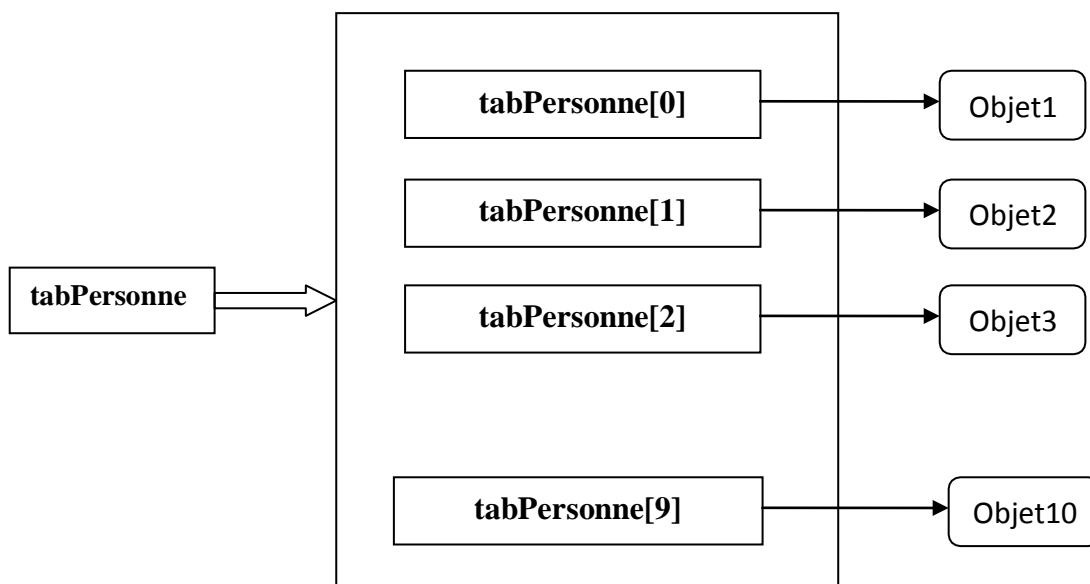 tabPersonne[0]
Objet1
tabPersonne[1]
Objet2
tabPersonne
tabPersonne[2]
Objet3
tabPersonne[9]
Objet10